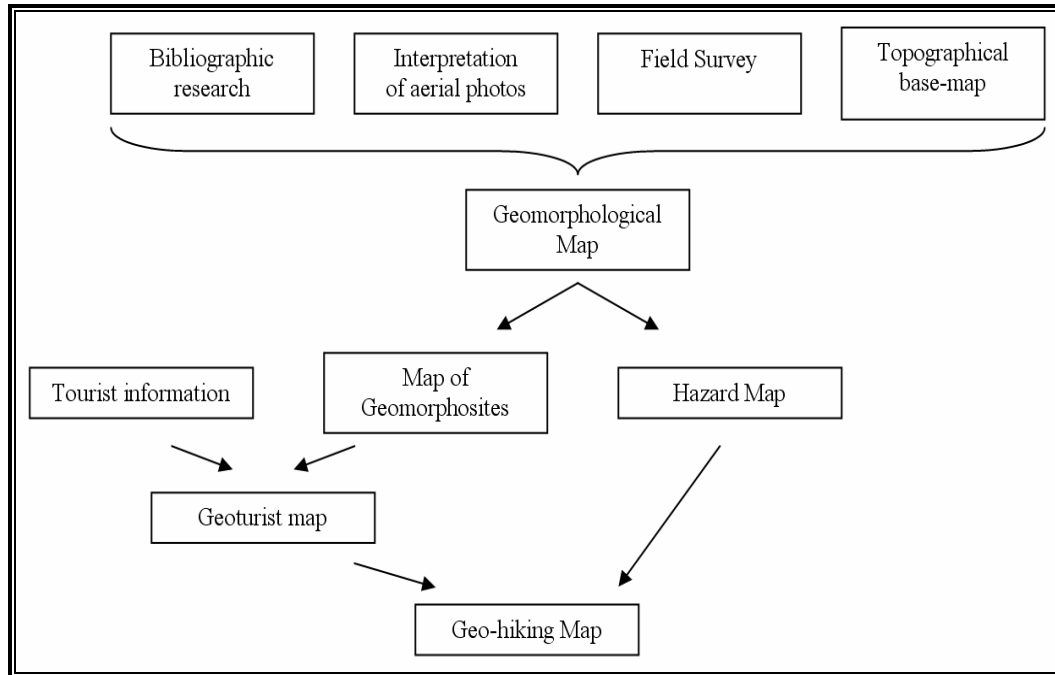 Bibliographic
research
Interpretation
of aerial photos
Field Survey
Topographical
base-map
Geomorphological
Map
Tourist information
Map of
Geomorphosites
Hazard Map
Geoturist map
Geo-hiking Map